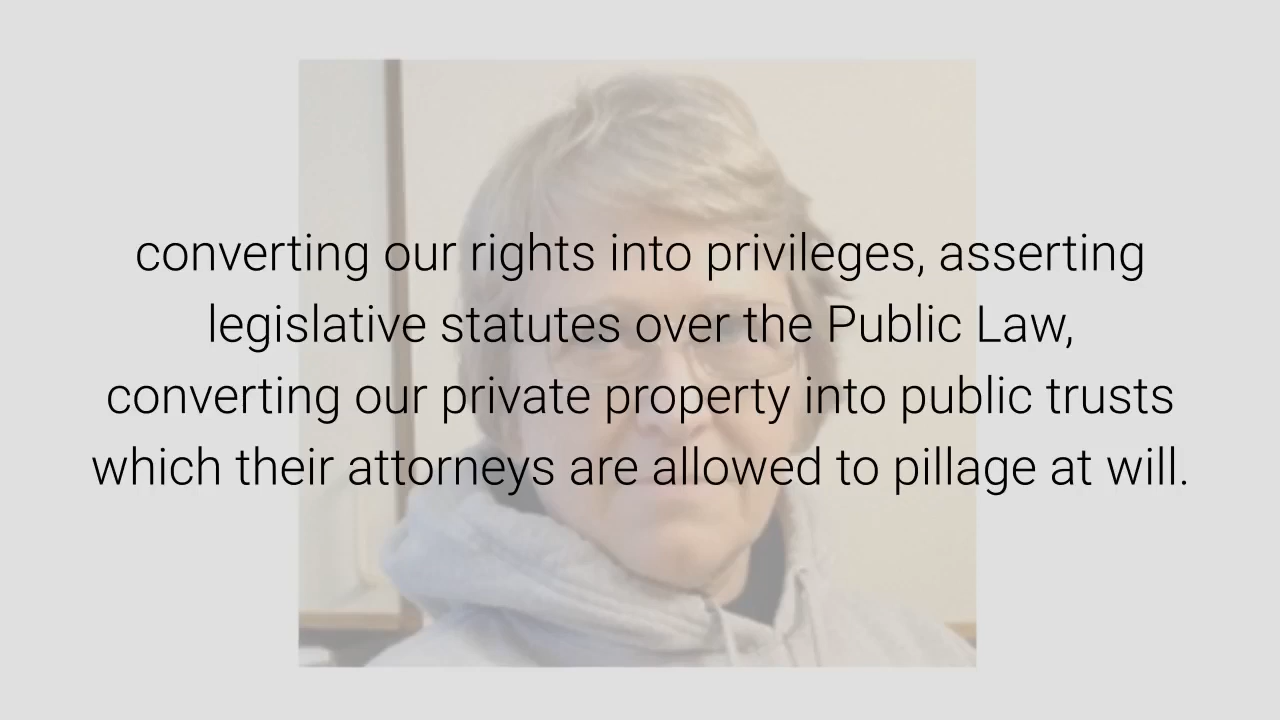 converting our rights into privileges, asserting
legislative statutes over the Public Law,
converting our private property into public trusts
which their attorneys are allowed to pillage at will.